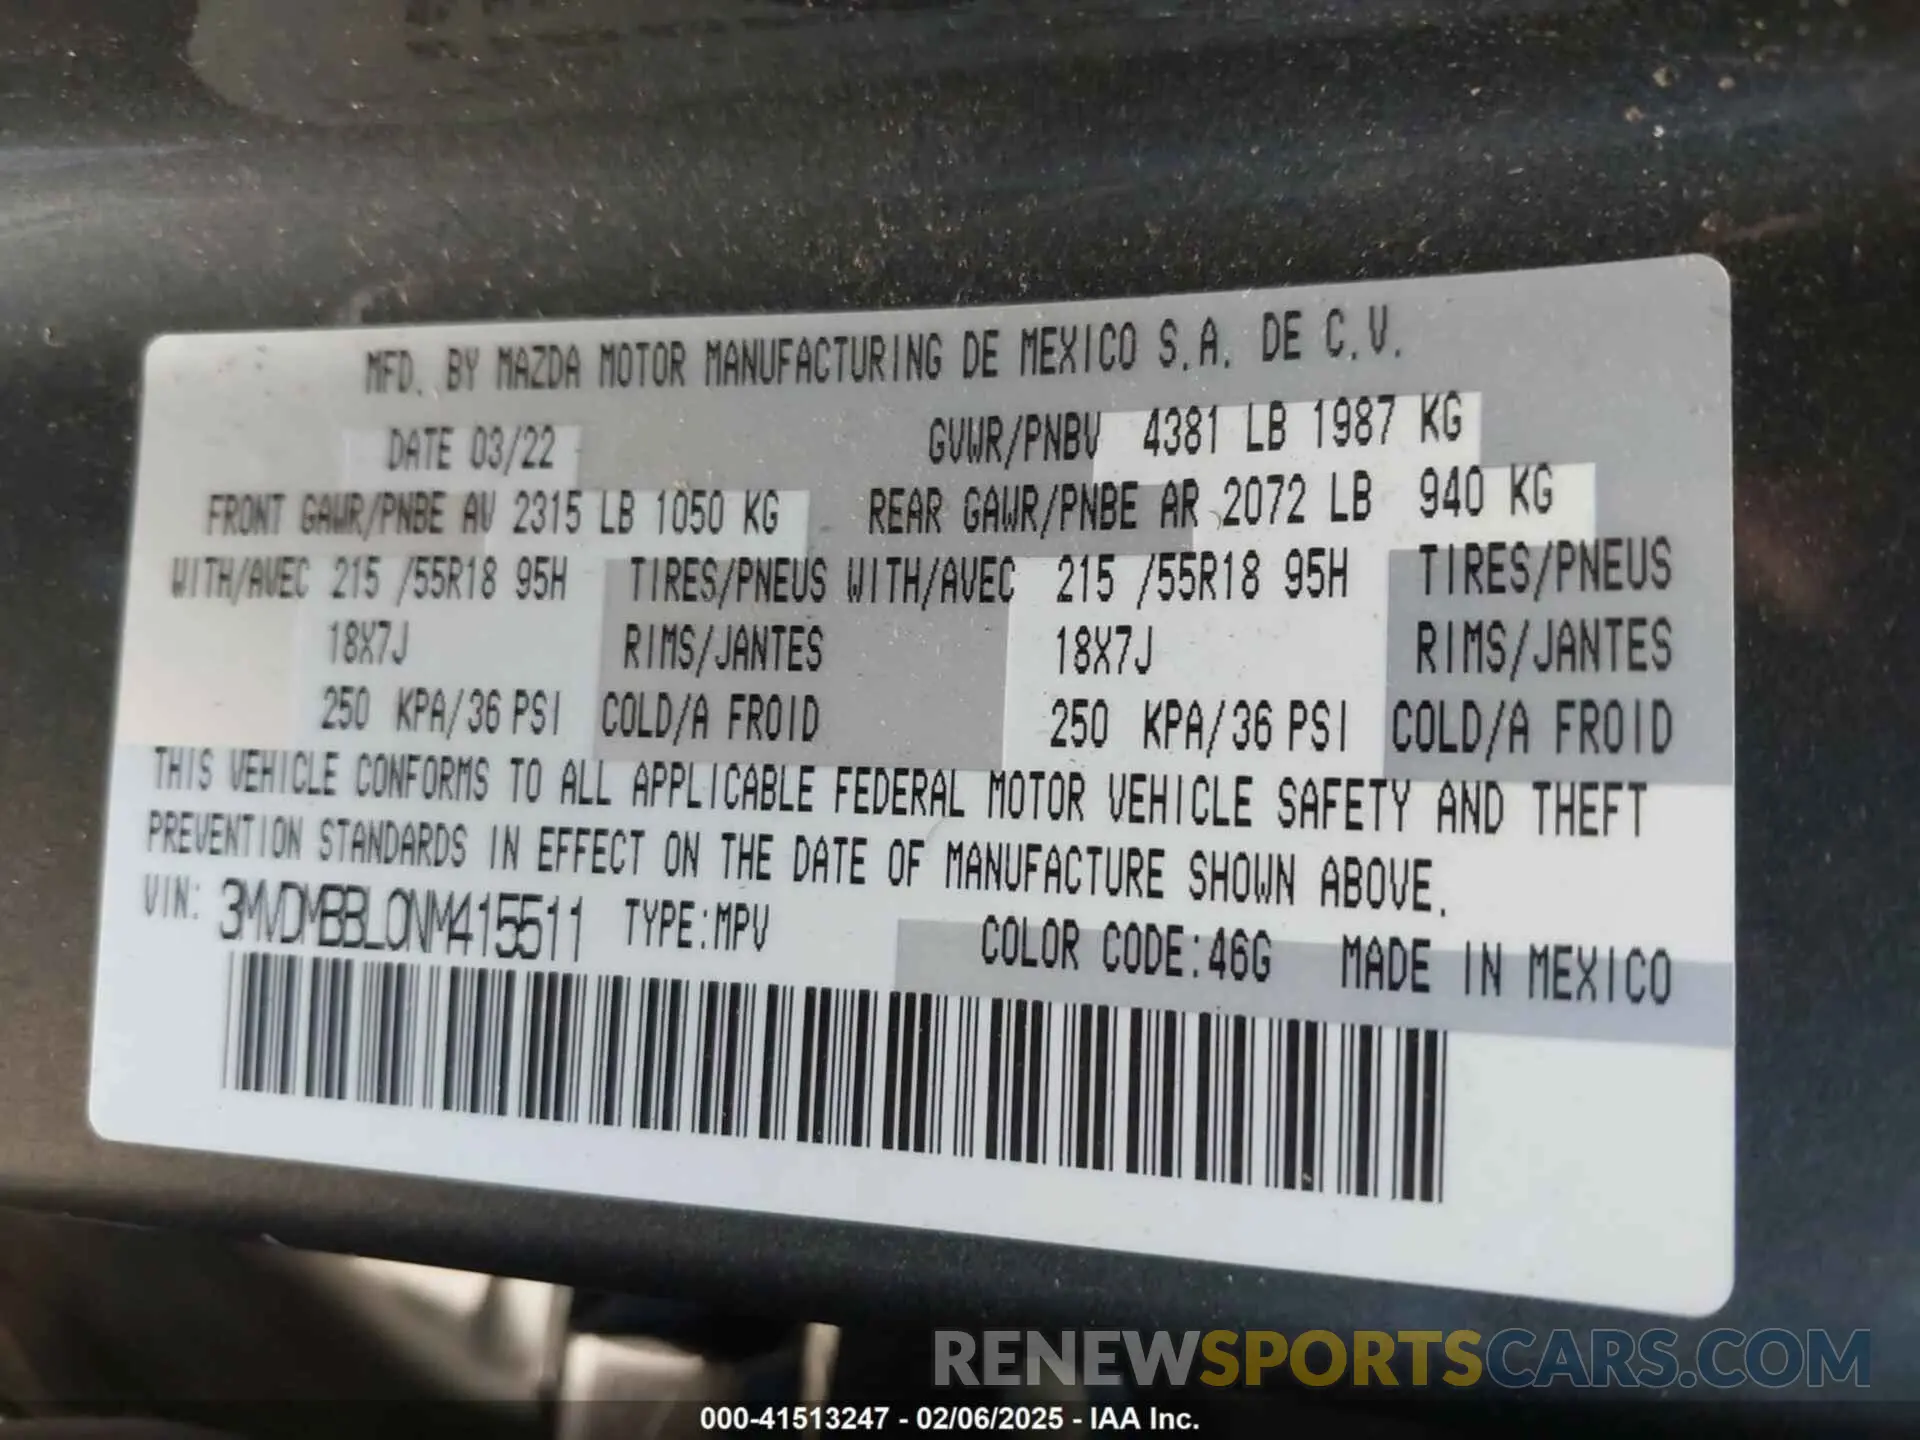 MFD. BY MAZDA MOTOR MANUFACTURING DE MEXICO S.A. DE C.V.
DATE 03/22 GVWR/PNBV 4381 LB 1987 KG
FRONT GAWR/PNBE AV 2315 LB 1050 KG REAR GAWR/PNBE AR 2072 LB 940 KG
WITH/AVEC 215 /55R18 95H TIRES/PNEUS WITH/AVEC 215 /55R18 95H TIRES/PNEUS
18X7J RIMS/JANTES 18X7J RIMS/JANTES
250 KPA/36 PSI COLD/A FROID 250 KPA/36 PSI COLD/A FROID
THIS VEHICLE CONFORMS TO ALL APPLICABLE FEDERAL MOTOR VEHICLE SAFETY AND THEFT
PREVENTION STANDARDS IN EFFECT ON THE DATE OF MANUFACTURE SHOWN ABOVE.
VIN: 3MVDMBBL0NM415511 TYPE:MPV COLOR CODE:46G MADE IN MEXICO
RENEWSPORTSCARS.COM
000-41513247 - 02/06/2025 - IAA Inc.